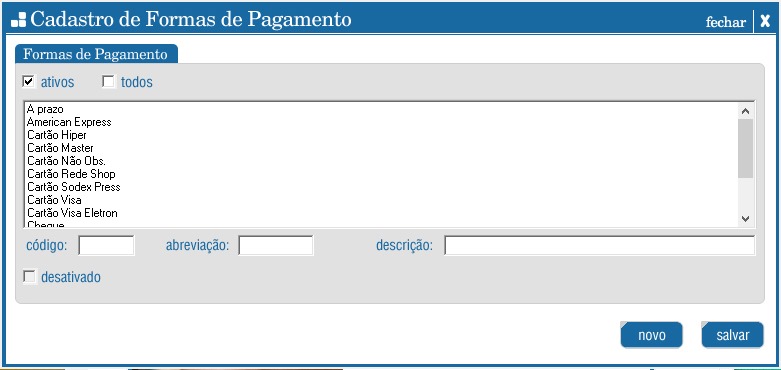 Cadastro de Formas de Pagamento
fechar X
Formas de Pagamento
ativos todos
A prazo
American Express
Cartão Hiper
Cartão Master
Cartão Não Obs.
Cartão Rede Shop
Cartão Sodex Press
Cartão Visa
Cartão Visa Eletron
Cheque
código: abreviação: descrição:
desativado
novo salvar